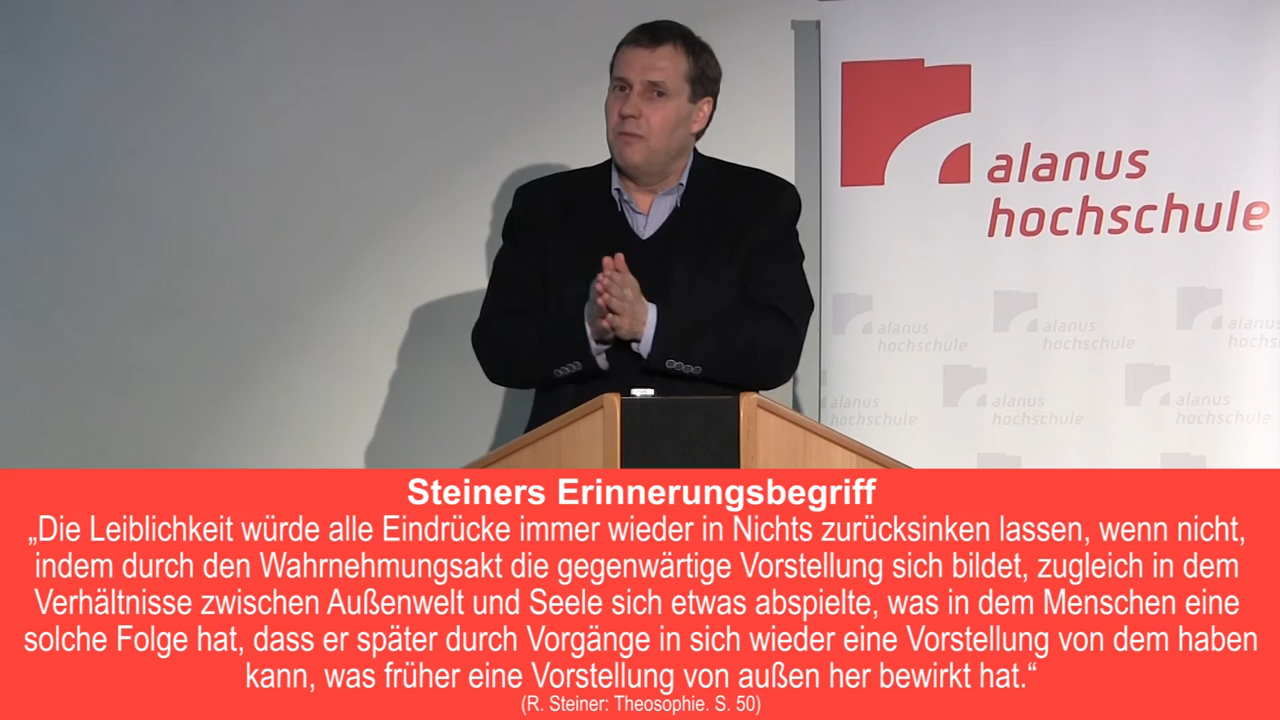 alanus
hochschule
alanus
hochschule
alanus
hochschule
alanus
hochschule
alanus
hochschule
alanus
hochschule
Steiners Erinnerungsbegriff
„Die Leiblichkeit würde alle Eindrücke immer wieder in Nichts zurücksinken lassen, wenn nicht,
indem durch den Wahrnehmungsakt die gegenwärtige Vorstellung sich bildet, zugleich in dem
Verhältnisse zwischen Außenwelt und Seele sich etwas abspielte, was in dem Menschen eine
solche Folge hat, dass er später durch Vorgänge in sich wieder eine Vorstellung von dem haben
kann, was früher eine Vorstellung von außen her bewirkt hat.“
(R. Steiner: Theosophie. S. 50)